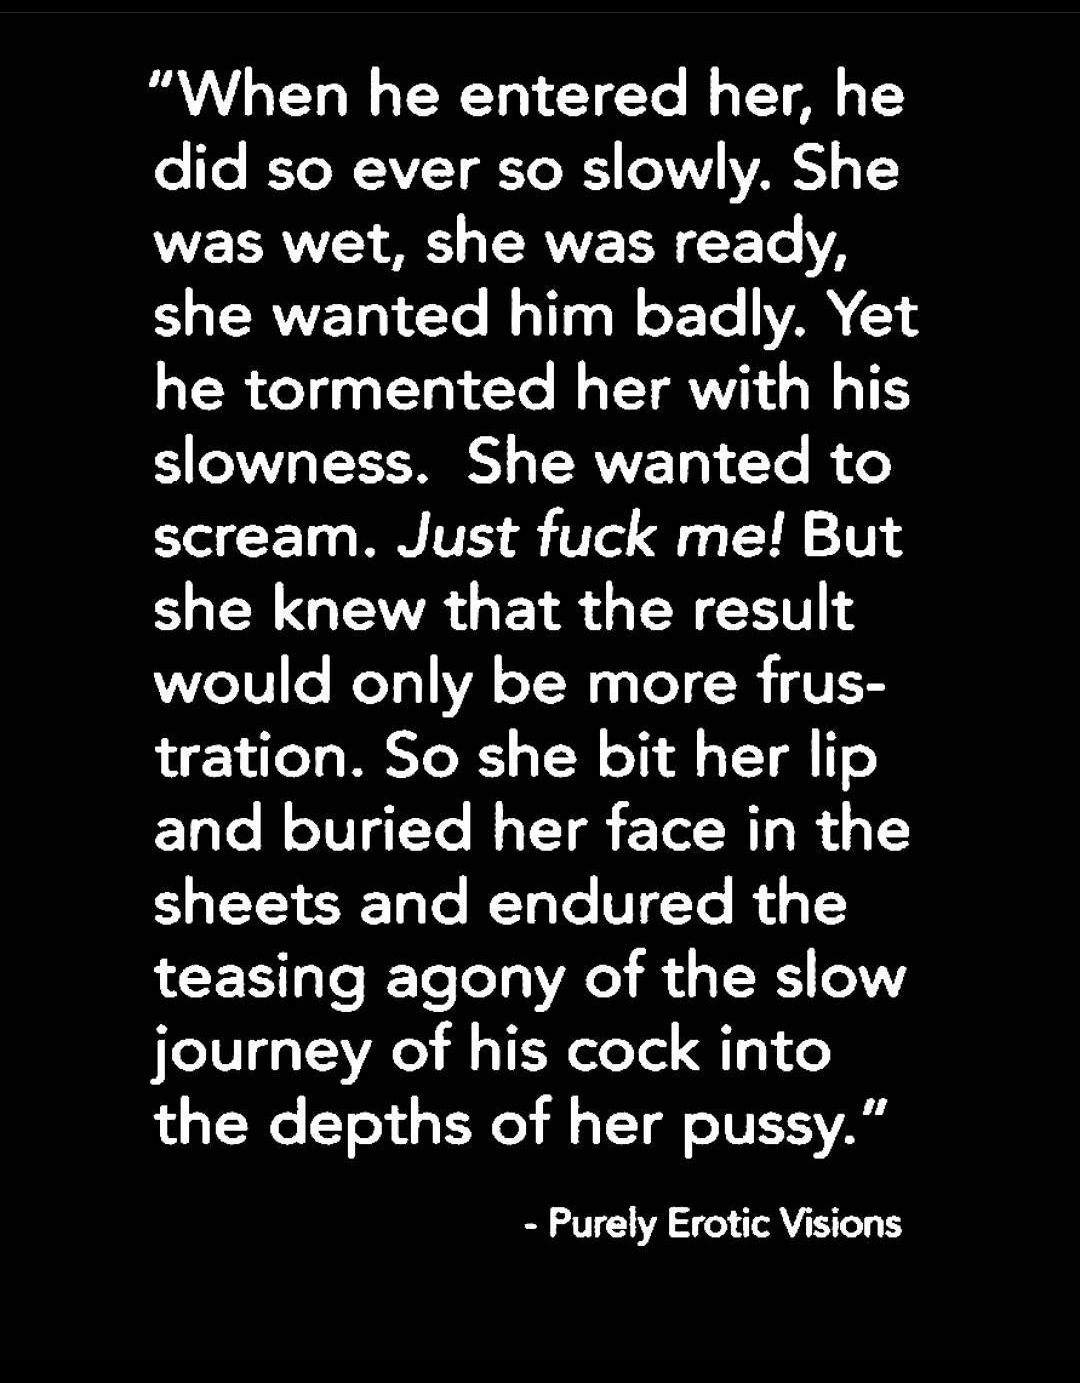 "When he entered her, he
did so ever so slowly. She
was wet, she was ready,
she wanted him badly. Yet
he tormented her with his
slowness.  She wanted to
scream. Just fuck me! But
she knew that the result
would only be more frus-
tration. So she bit her lip
and buried her face in the
sheets and endured the
teasing agony of the slow
journey of his cock into
the depths of her pussy."
- Purely Erotic Visions